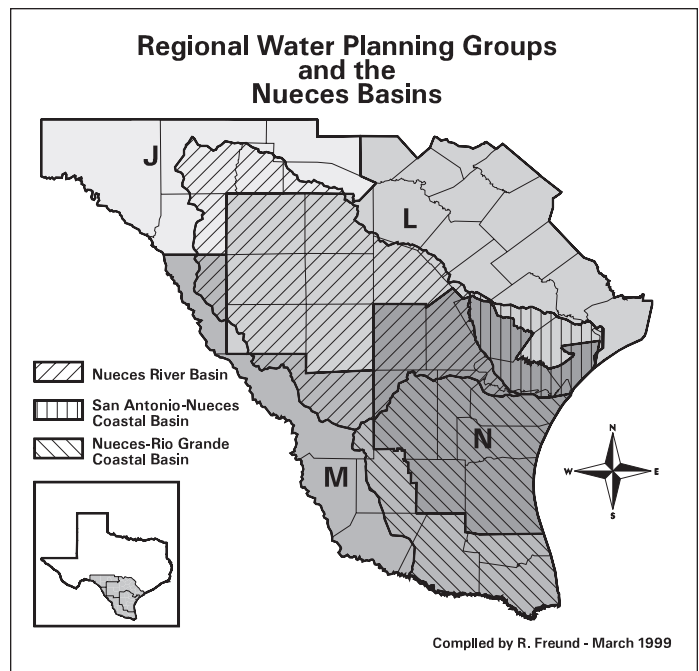 Regional Water Planning Groups
and the
Nueces Basins
J
L
Nueces River Basin
San Antonio-Nueces
Coastal Basin
Nueces-Rio Grande
Coastal Basin
N
M
N
W E
S
Compiled by R. Freund - March 1999